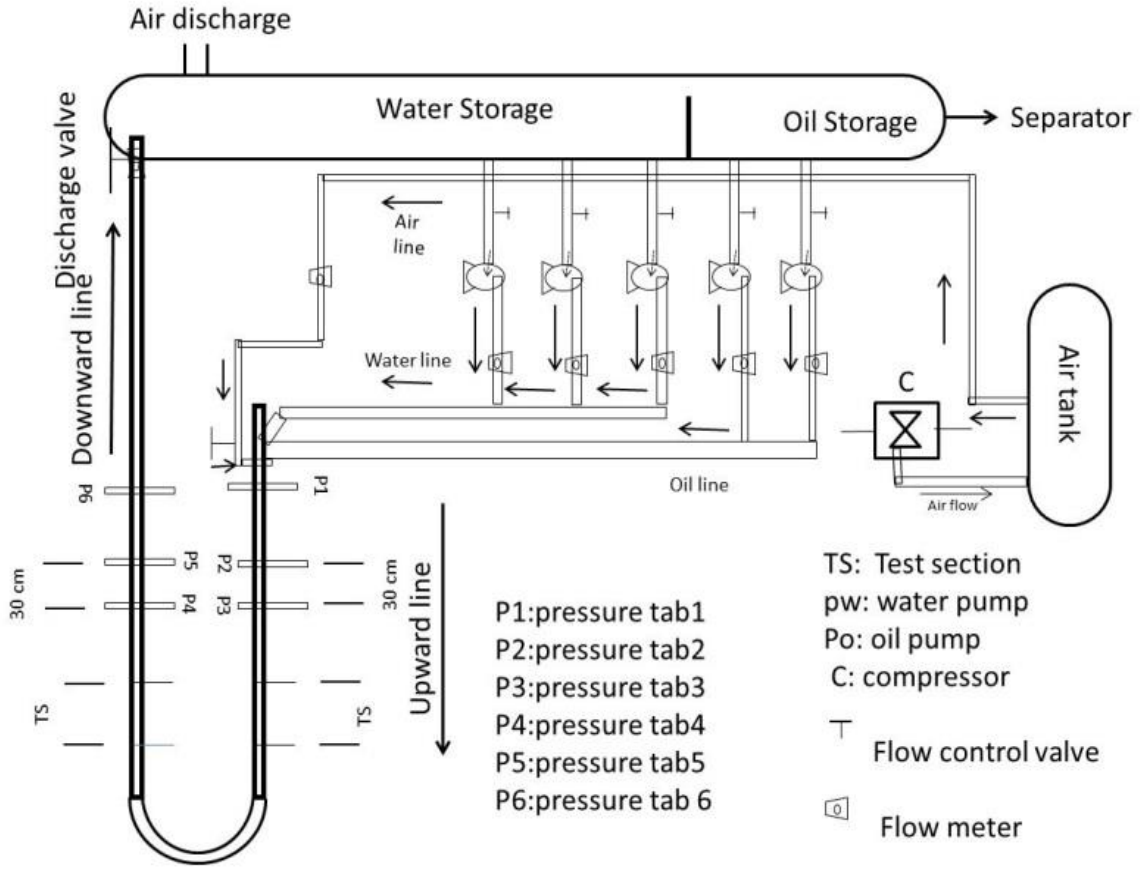 Air discharge
Water Storage
Oil Storage
Separator
Discharge valve
Downward line
Air
line
Water line
Oil line
C
Air tank
Air flow
P6
P1
P5
P2
P4
P3
30 cm
30 cm
TS
TS
Upward line
P1:pressure tab1
P2:pressure tab2
P3:pressure tab3
P4:pressure tab4
P5:pressure tab5
P6:pressure tab 6
TS: Test section
pw: water pump
Po: oil pump
C: compressor
Flow control valve
0
Flow meter